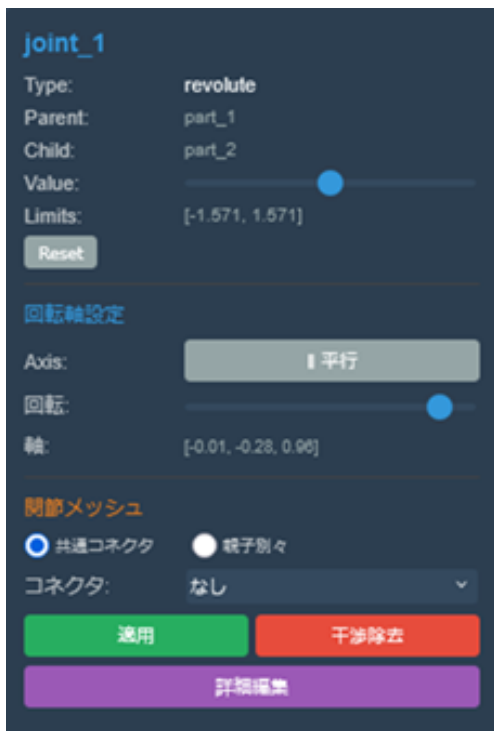 joint_1
Type: revolute
Parent: part_1
Child: part_2
Value:
Limits: [-1.571, 1.571]
Reset
回転軸設定
Axis: 平行
回転:
軸: [-0.01, -0.28, 0.96]
関節メッシュ
共通コネクタ 親子別々
コネクタ: なし
適用 干渉除去
詳細編集